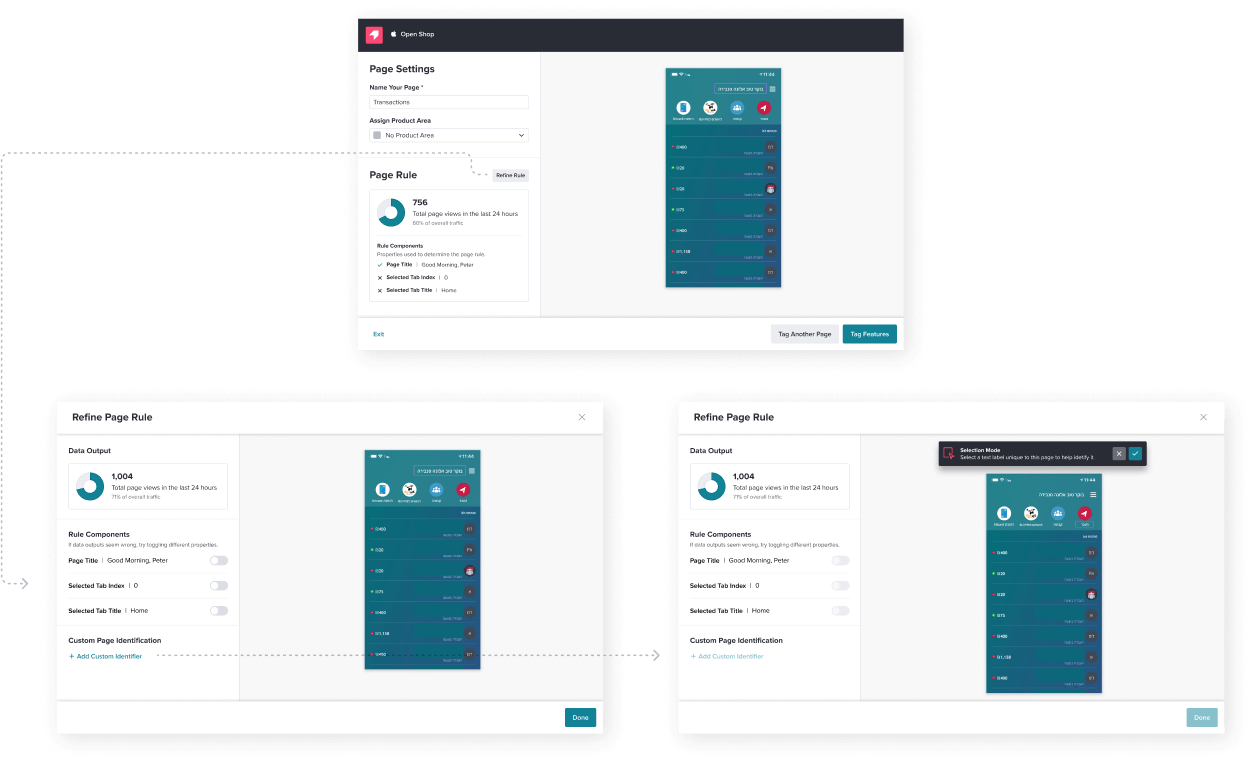 Open Shop
Page Settings
Name Your Page *
Transactions
Assign Product Area
No Product Area
Page Rule
Refine Rule
756
Total page views in the last 24 hours
60% of overall traffic
Rule Components
Properties used to determine the page rule.
Page Title | Good Morning, Peter
Selected Tab Index | 0
Selected Tab Title | Home
11:44
Exit
Tag Another Page
Tag Features
Refine Page Rule
Data Output
1,004
Total page views in the last 24 hours
71% of overall traffic
Rule Components
If data outputs seem wrong, try toggling different properties.
Page Title | Good Morning, Peter
Selected Tab Index | 0
Selected Tab Title | Home
Custom Page Identification
+ Add Custom Identifier
11:44
Done
Refine Page Rule
Data Output
1,004
Total page views in the last 24 hours
71% of overall traffic
Rule Components
If data outputs seem wrong, try toggling different properties.
Page Title | Good Morning, Peter
Selected Tab Index | 0
Selected Tab Title | Home
Custom Page Identification
+ Add Custom Identifier
Selection Mode
Select a text label unique to this page to help idetify it
11:44
Done